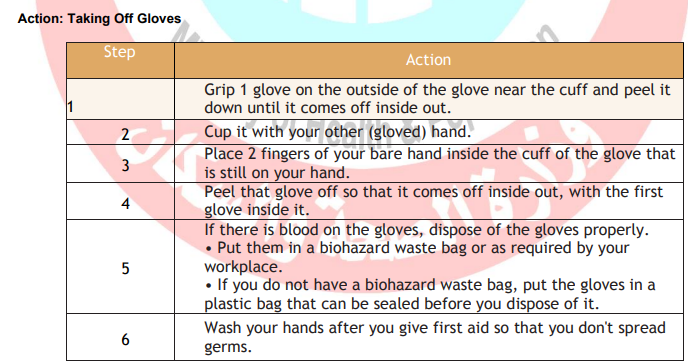 Action: Taking Off Gloves
Step Action
1 Grip 1 glove on the outside of the glove near the cuff and peel it
down until it comes off inside out.
2 Cup it with your other (gloved) hand.
3 Place 2 fingers of your bare hand inside the cuff of the glove that
is still on your hand.
4 Peel that glove off so that it comes off inside out, with the first
glove inside it.
5 If there is blood on the gloves, dispose of the gloves properly.
• Put them in a biohazard waste bag or as required by your
workplace.
• If you do not have a biohazard waste bag, put the gloves in a
plastic bag that can be sealed before you dispose of it.
6 Wash your hands after you give first aid so that you don't spread
germs.